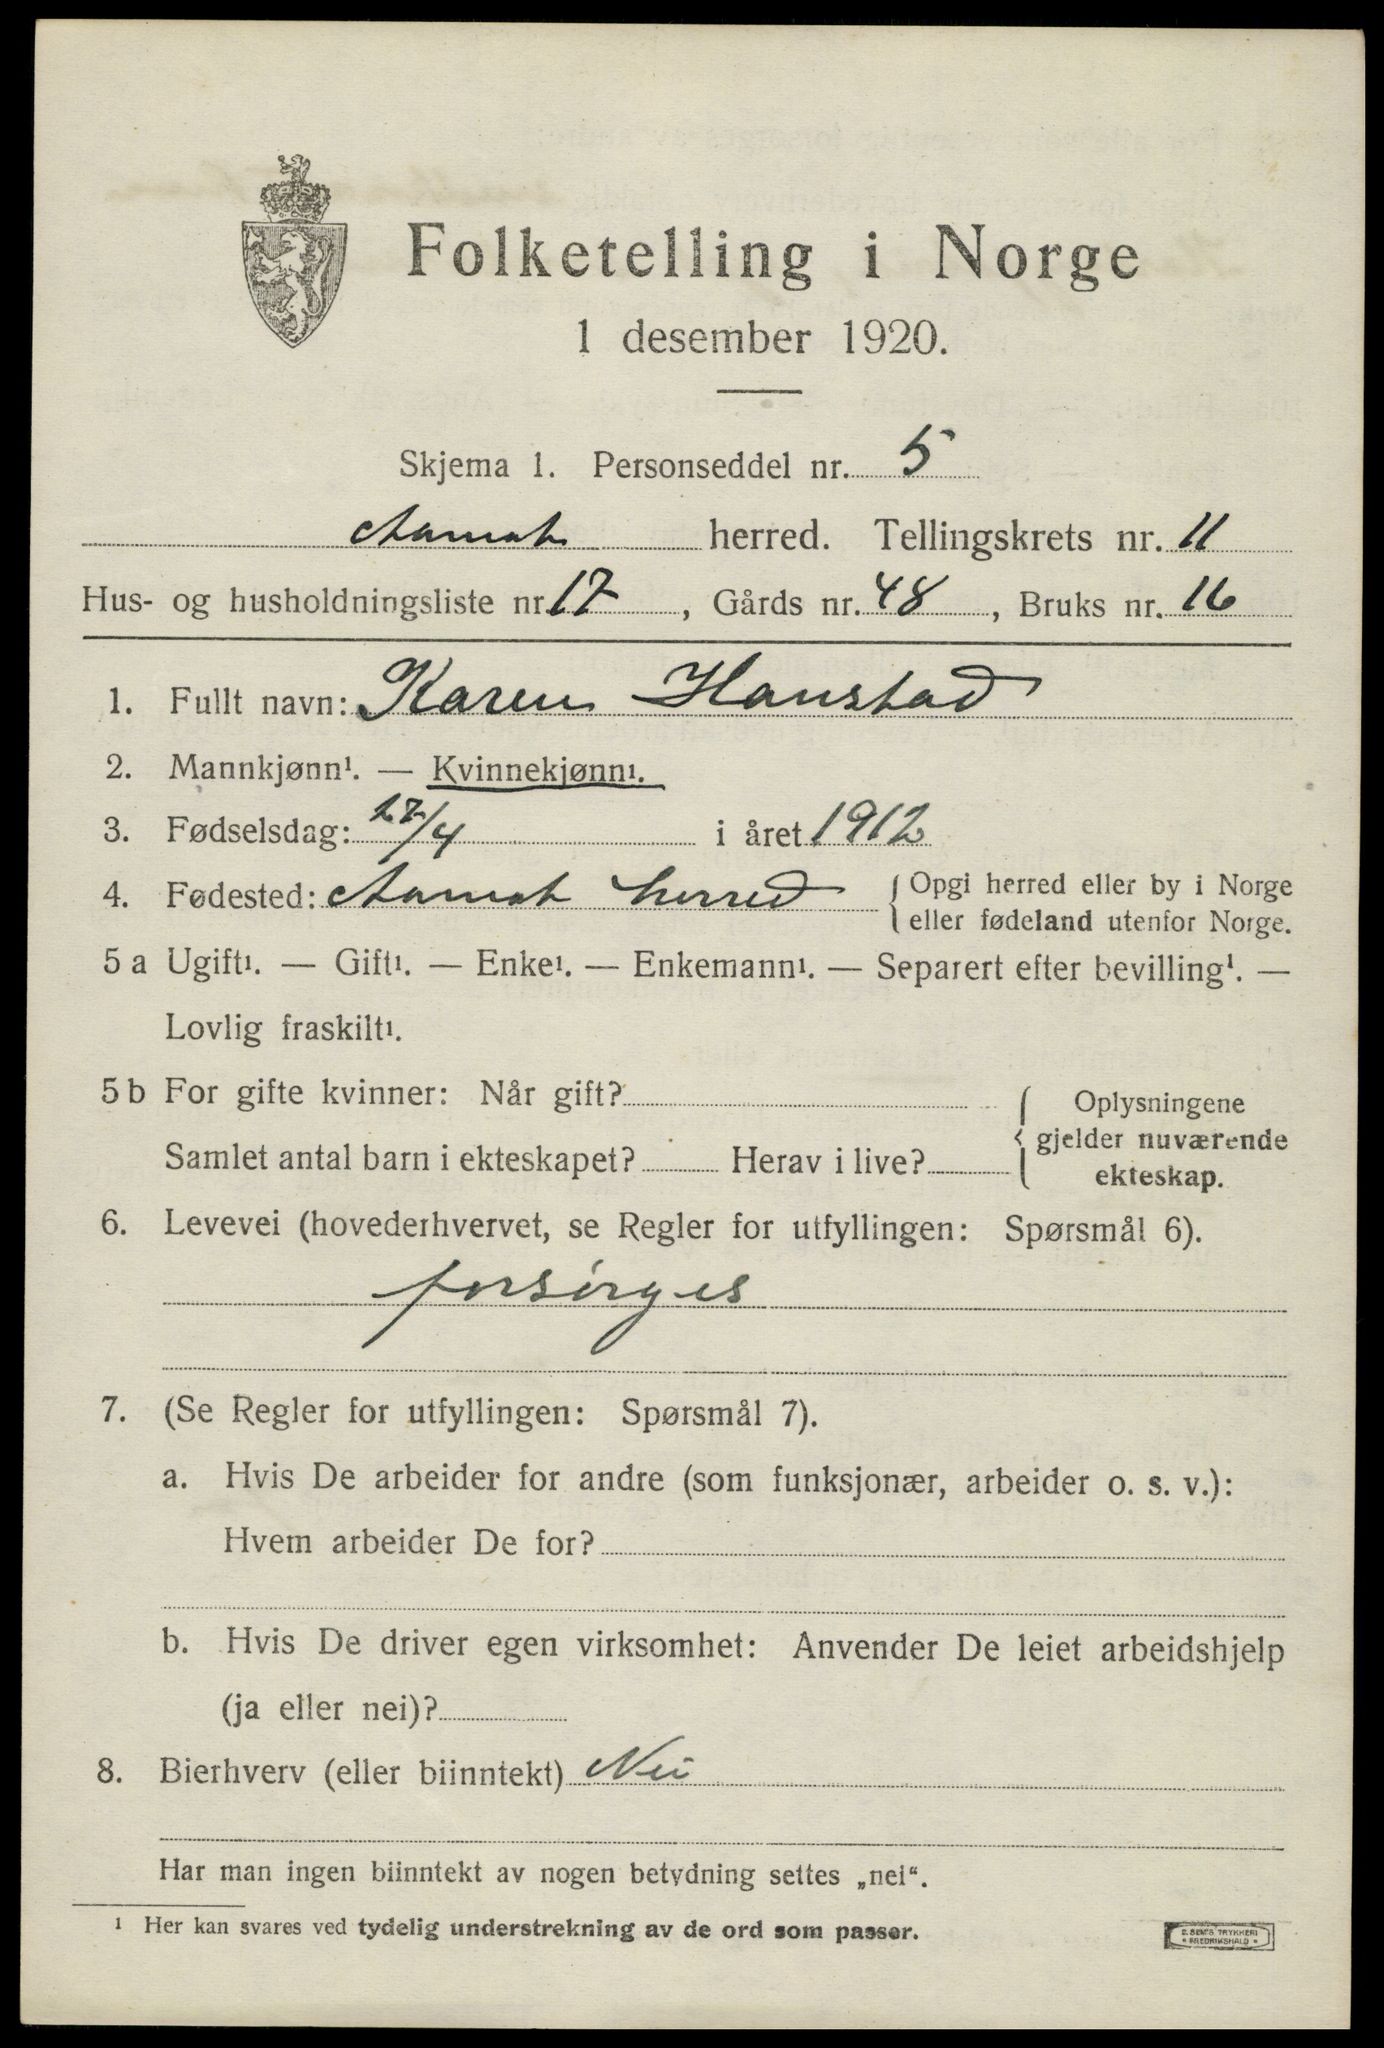 Folketelling i Norge
1 desember 1920.
Skjema 1. Personseddel nr. 5
Aamot herred. Tellingskrets nr. 11
Hus- og husholdningsliste nr. 17, Gårds nr. 48, Bruks nr. 16
1. Fullt navn: Karen Hanstad
2. Mannkjønn¹. — Kvinnekjønn¹.
3. Fødselsdag: 27/4 i året 1912
4. Fødested: Aamot herred { Opgi herred eller by i Norge
eller fødeland utenfor Norge.
5 a Ugift¹. — Gift¹. — Enke¹. — Enkemann¹. — Separert efter bevilling¹. —
Lovlig fraskilt¹.
5 b For gifte kvinner: Når gift?
Samlet antal barn i ekteskapet? Herav i live?
Oplysningene
gjelder nuværende
ekteskap.
6. Levevei (hovederhvervet, se Regler for utfyllingen: Spørsmål 6).
forsørges
7. (Se Regler for utfyllingen: Spørsmål 7).
a. Hvis De arbeider for andre (som funksjonær, arbeider o. s. v.):
Hvem arbeider De for?
b. Hvis De driver egen virksomhet: Anvender De leiet arbeidshjelp
(ja eller nei)?
8. Bierhverv (eller biinntekt) Nei
Har man ingen biinntekt av nogen betydning settes „nei“.
¹ Her kan svares ved tydelig understrekning av de ord som passer.
E. SEM'S TRYKKERI
• FREDRIKSHALD •